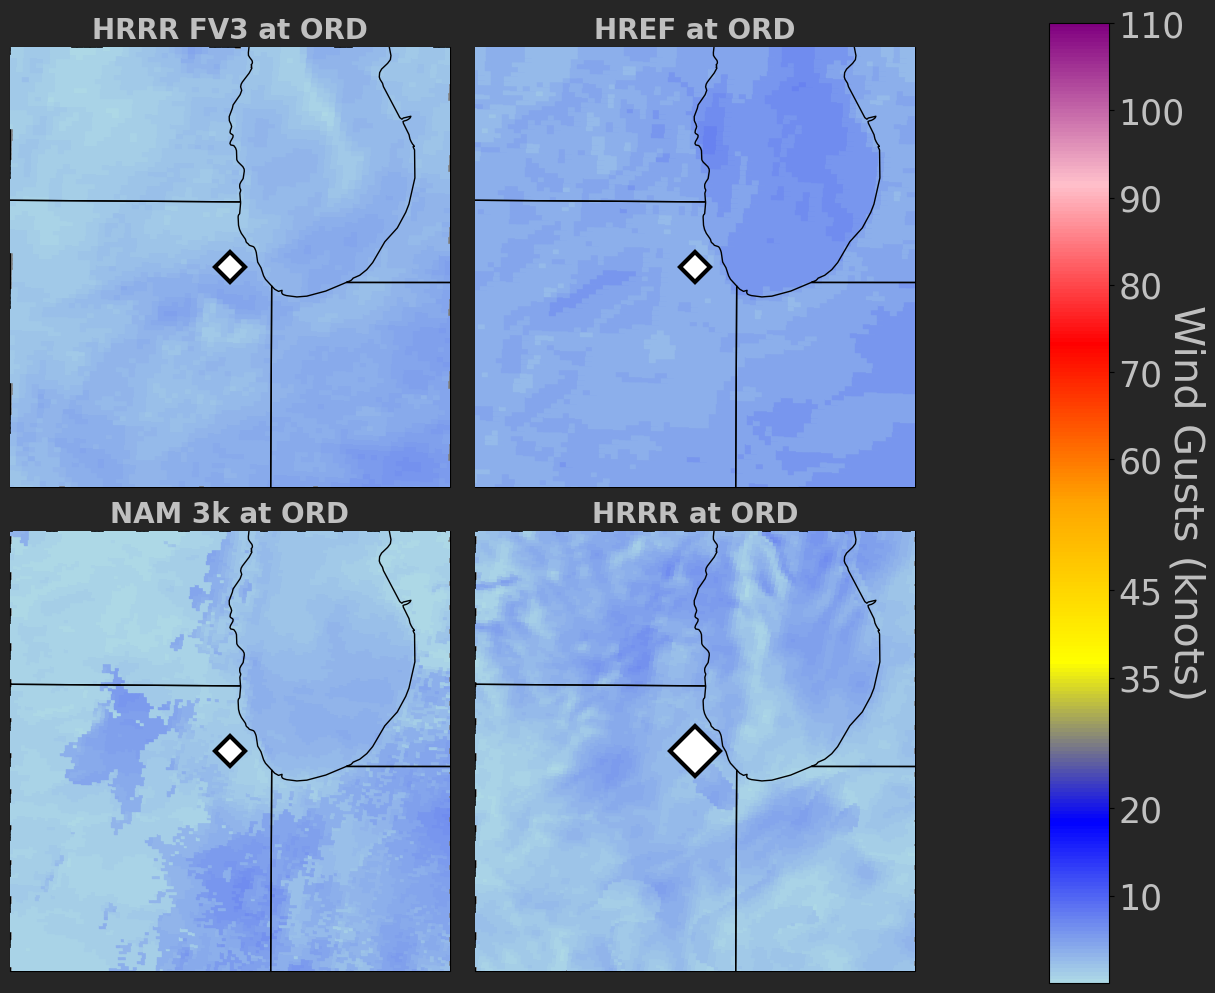 HRRR FV3 at ORD
HREF at ORD
NAM 3k at ORD
HRRR at ORD
110
100
90
80
70
60
45
35
20
10
Wind Gusts (knots)